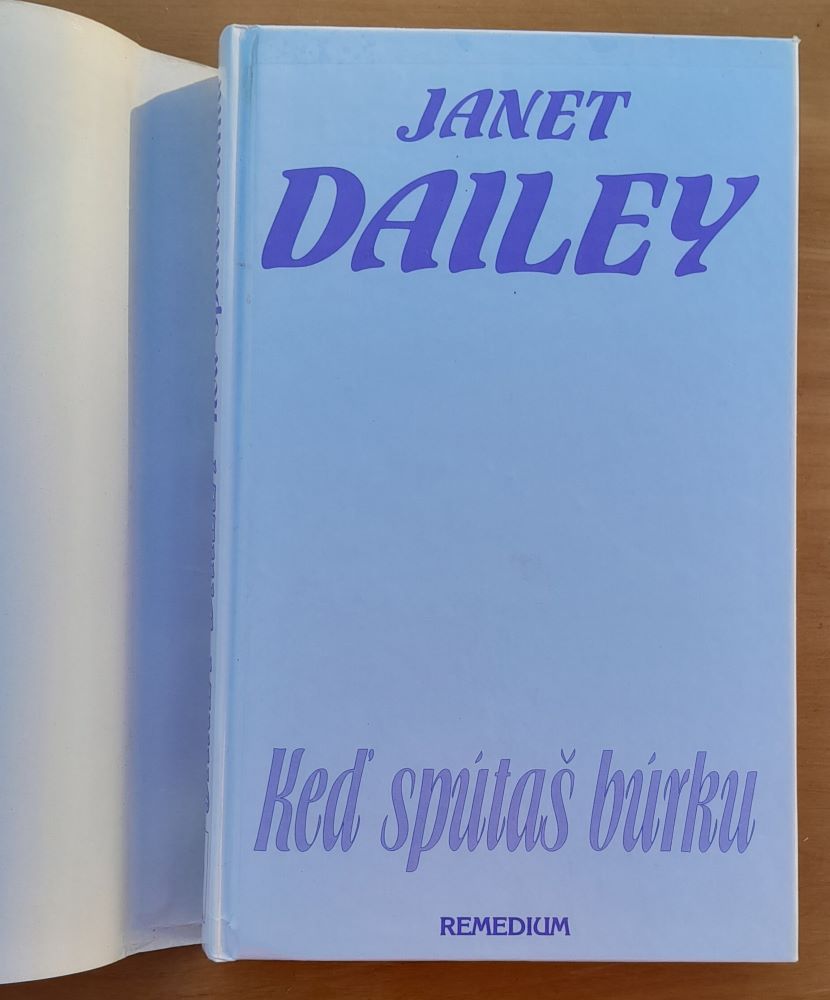 JANET
DAILEY
Keď spútaš búrku
REMEDIUM